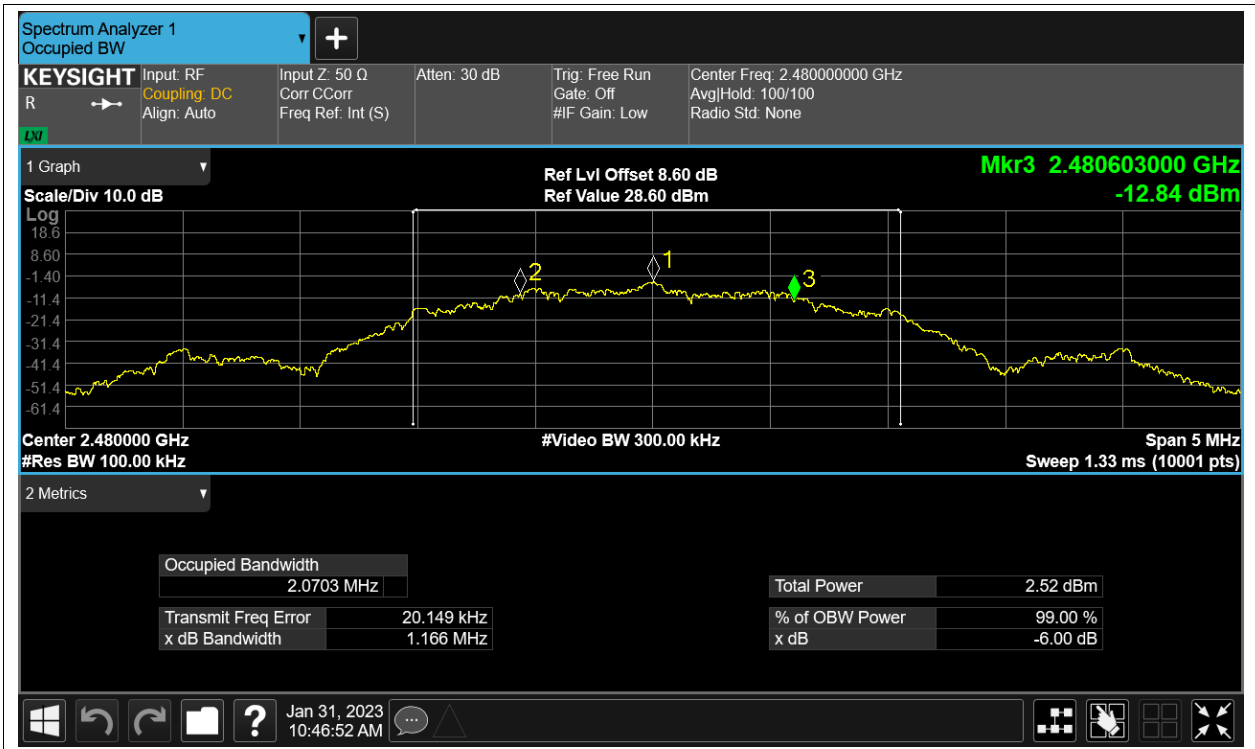 Spectrum Analyzer 1
Occupied BW
KEYSIGHT
R
LXI
Input: RF
Coupling: DC
Align: Auto
Input Z: 50 Ω
Corr CCorr
Freq Ref: Int (S)
Atten: 30 dB
Trig: Free Run
Gate: Off
#IF Gain: Low
Center Freq: 2.480000000 GHz
Avg|Hold: 100/100
Radio Std: None
1 Graph
Scale/Div 10.0 dB
Ref Lvl Offset 8.60 dB
Ref Value 28.60 dBm
Mkr3 2.480603000 GHz
-12.84 dBm
Log
18.6
8.60
-1.40
-11.4
-21.4
-31.4
-41.4
-51.4
-61.4
2
1
3
Center 2.480000 GHz
#Res BW 100.00 kHz
#Video BW 300.00 kHz
Span 5 MHz
Sweep 1.33 ms (10001 pts)
2 Metrics
Occupied Bandwidth
2.0703 MHz
Transmit Freq Error 20.149 kHz
x dB Bandwidth 1.166 MHz
Total Power 2.52 dBm
% of OBW Power 99.00 %
x dB -6.00 dB
?
Jan 31, 2023
10:46:52 AM